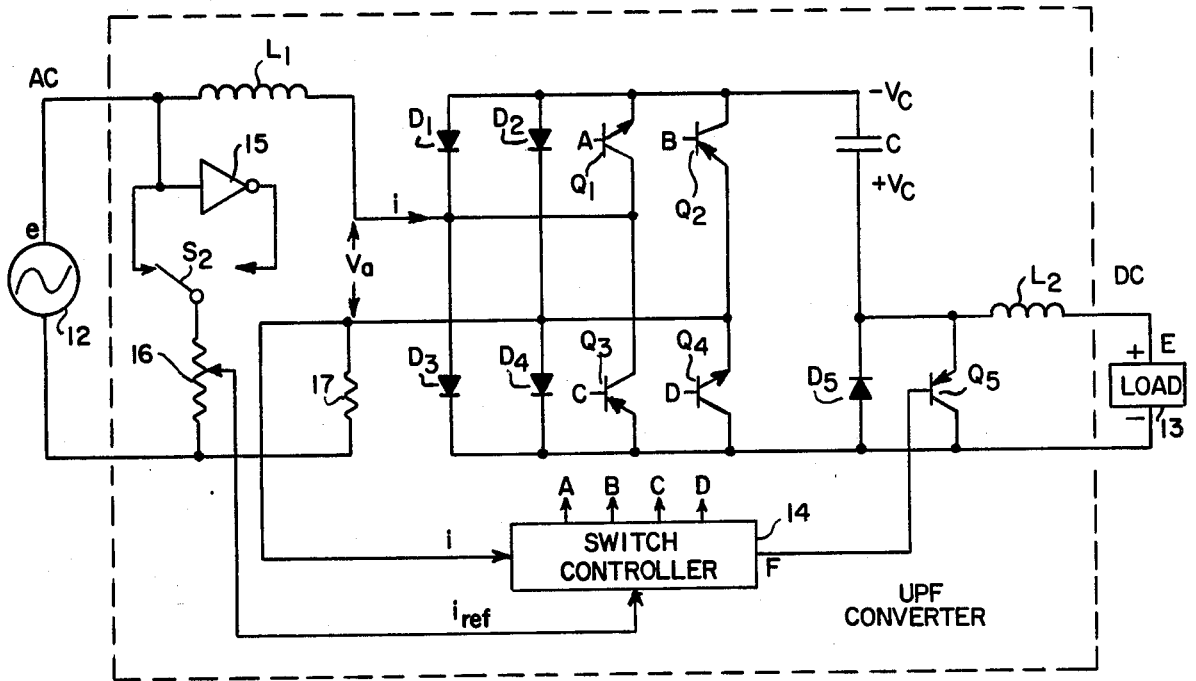 AC
L1
15
e
12
S2
16
17
i
Va
D1
D2
A
Q1
B
Q2
-VC
C
+VC
D3
D4
Q3
C
Q4
D
D5
Q5
L2
DC
E
+
LOAD
-
13
A B C D
14
i
SWITCH
CONTROLLER
F
iref
UPF
CONVERTER